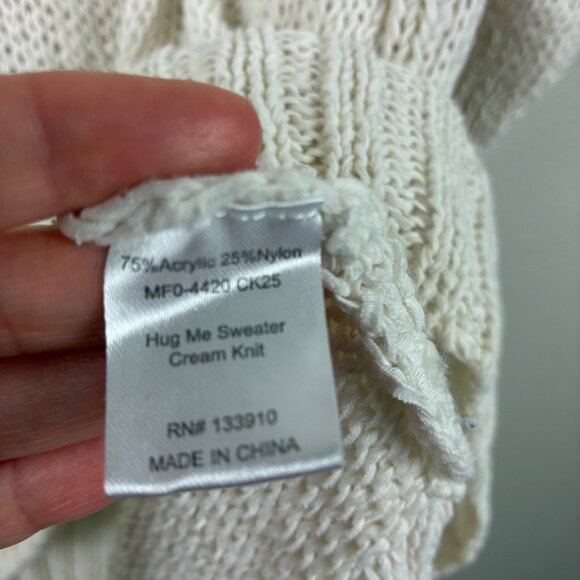 75%Acrylic 25%Nylon
MF0-4420 CK25
Hug Me Sweater
Cream Knit
RN# 133910
MADE IN CHINA